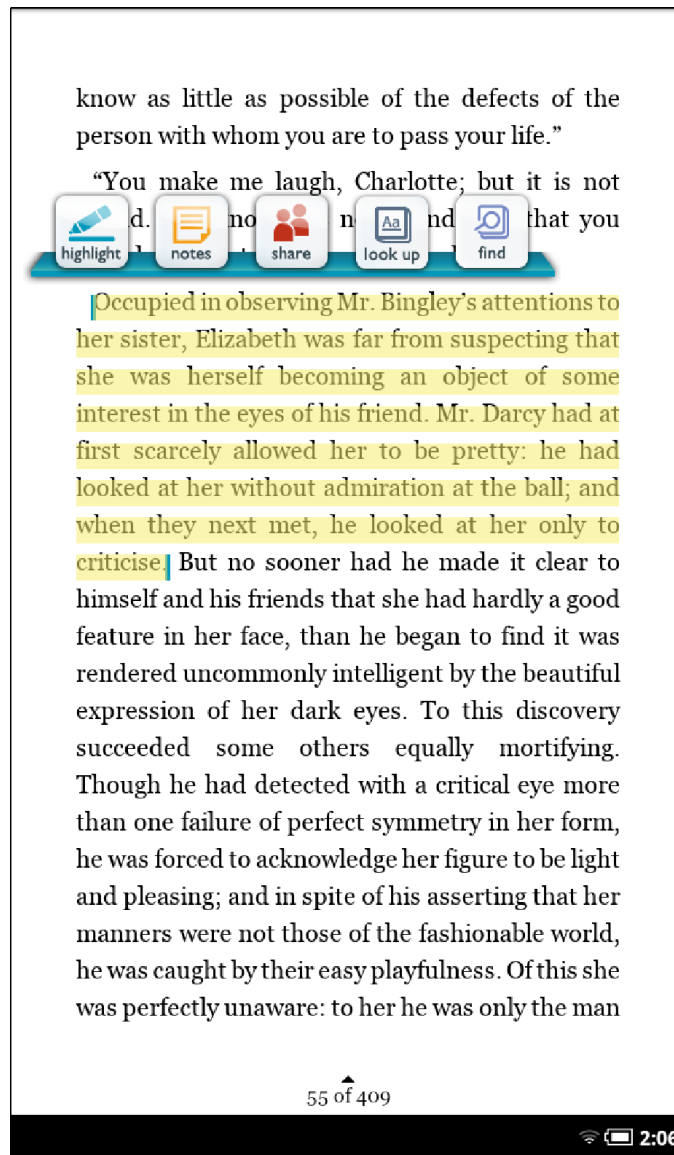 know as little as possible of the defects of the
person with whom you are to pass your life.”
“You make me laugh, Charlotte; but it is not
that you
highlight notes share look up find
Aa
Occupied in observing Mr. Bingley’s attentions to
her sister, Elizabeth was far from suspecting that
she was herself becoming an object of some
interest in the eyes of his friend. Mr. Darcy had at
first scarcely allowed her to be pretty: he had
looked at her without admiration at the ball; and
when they next met, he looked at her only to
criticise. But no sooner had he made it clear to
himself and his friends that she had hardly a good
feature in her face, than he began to find it was
rendered uncommonly intelligent by the beautiful
expression of her dark eyes. To this discovery
succeeded some others equally mortifying.
Though he had detected with a critical eye more
than one failure of perfect symmetry in her form,
he was forced to acknowledge her figure to be light
and pleasing; and in spite of his asserting that her
manners were not those of the fashionable world,
he was caught by their easy playfulness. Of this she
was perfectly unaware: to her he was only the man
55 of 409
2:06